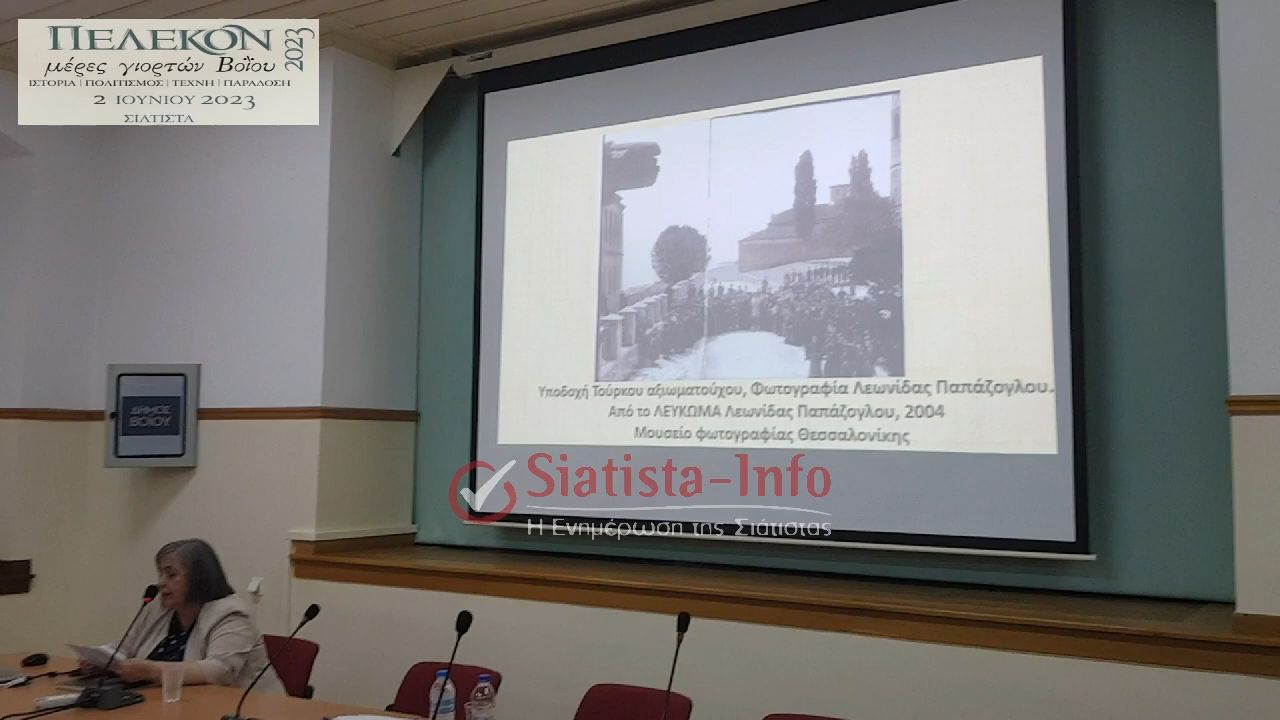 ΠΕΛΕΚΟΝ 2023
μέρες γιορτών Βοΐου
ΙΣΤΟΡΙΑ | ΠΟΛΙΤΙΣΜΟΣ | ΤΕΧΝΗ | ΠΑΡΑΔΟΣΗ
2 ΙΟΥΝΙΟΥ 2023
ΣΙΑΤΙΣΤΑ
Υποδοχή Τούρκου αξιωματούχου, Φωτογραφία Λεωνίδας Παπάζογλου.
Από το ΛΕΥΚΩΜΑ Λεωνίδας Παπάζογλου, 2004
Μουσείο φωτογραφίας Θεσσαλονίκης
ΔΗΜΟΣ
ΒΟΪΟΥ
Siatista-Info
Η Ενημέρωση της Σιάτιστας